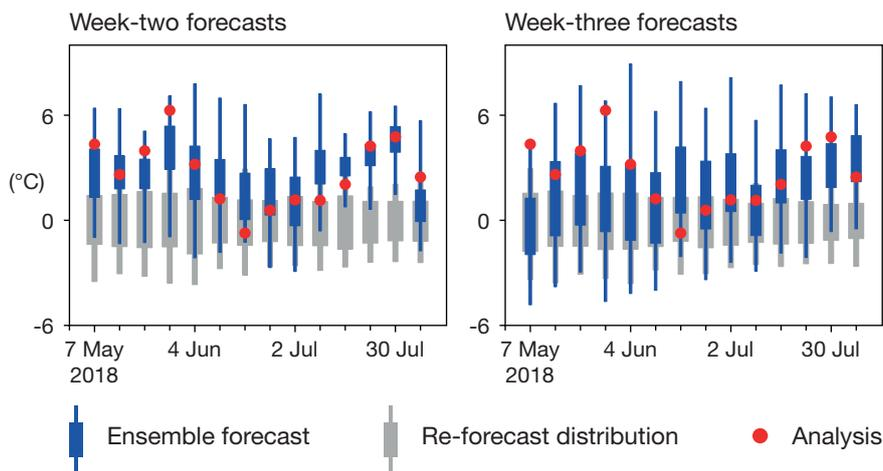 Week-two forecasts
Week-three forecasts
(°C)
6
0
-6
7 May 4 Jun 2 Jul 30 Jul
2018
6
0
-6
7 May 4 Jun 2 Jul 30 Jul
2018
Ensemble forecast
Re-forecast distribution
Analysis